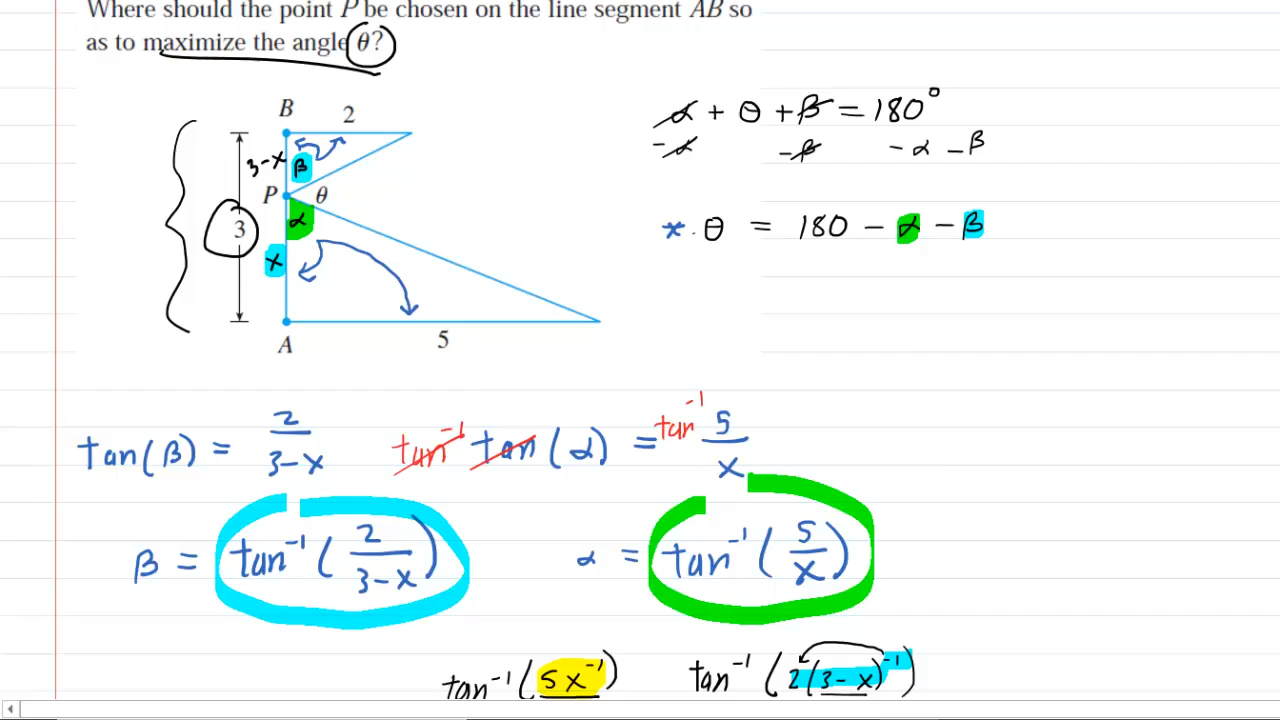 Where should the point P be chosen on the line segment AB so
as to maximize the angle θ?
α + θ + β = 180°
-α -β -α -β
* · θ = 180 - α - β
B 2
3-x β
P θ
α
3
x
A 5
tan(β) = 2/(3-x) tan⁻¹ tan(α) = tan⁻¹ 5/x
β = tan⁻¹(2/(3-x)) α = tan⁻¹(5/x)
tan⁻¹(5x⁻¹) tan⁻¹(2(3-x)⁻¹)